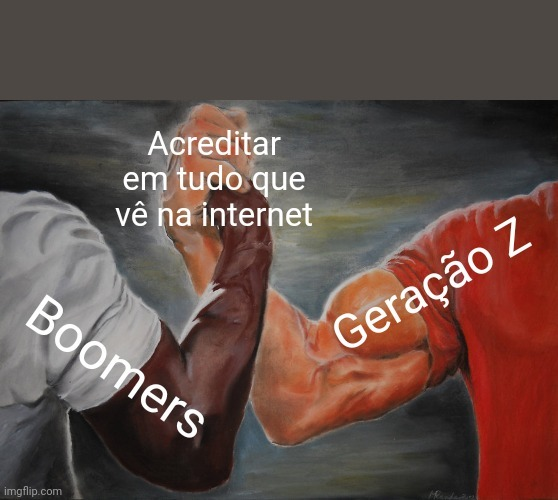 Acreditar
em tudo que
vê na internet
Boomers
Geração Z
imgflip.com